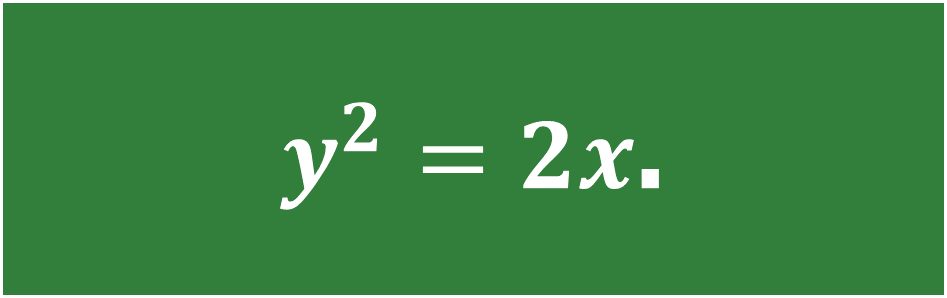 y² = 2x.